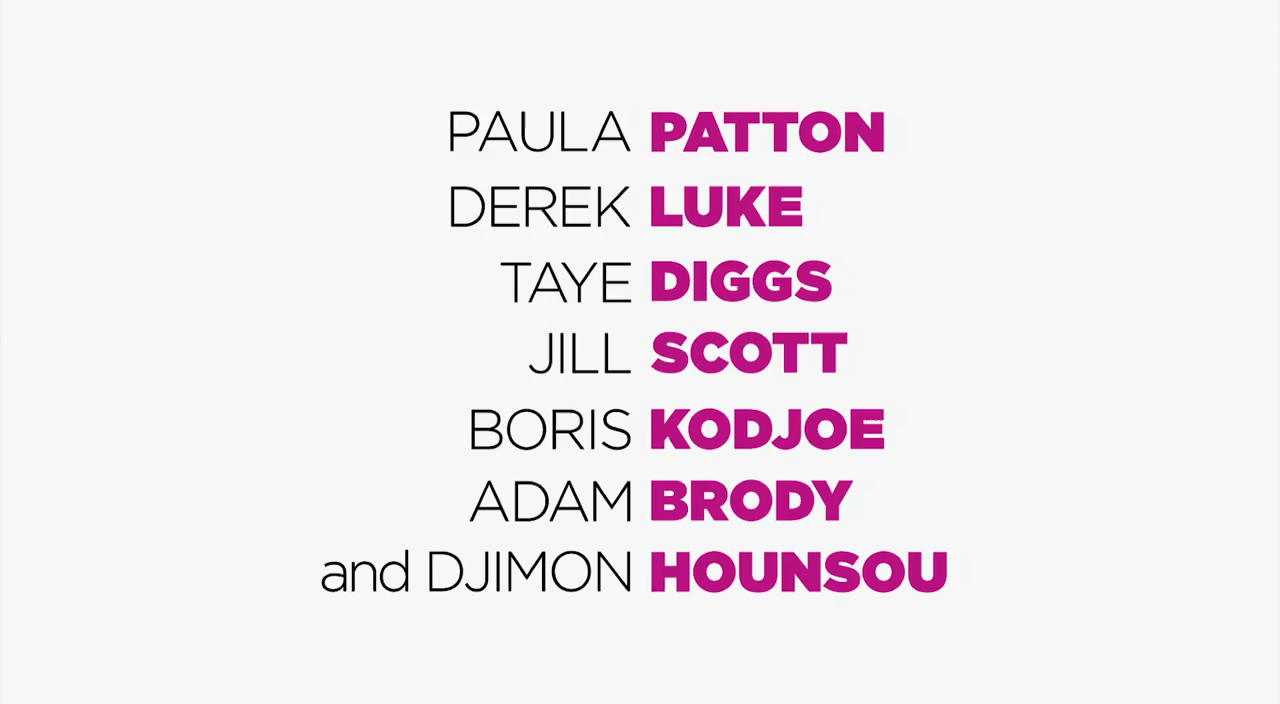 PAULA PATTON
DEREK LUKE
TAYE DIGGS
JILL SCOTT
BORIS KODJOE
ADAM BRODY
and DJIMON HOUNSOU